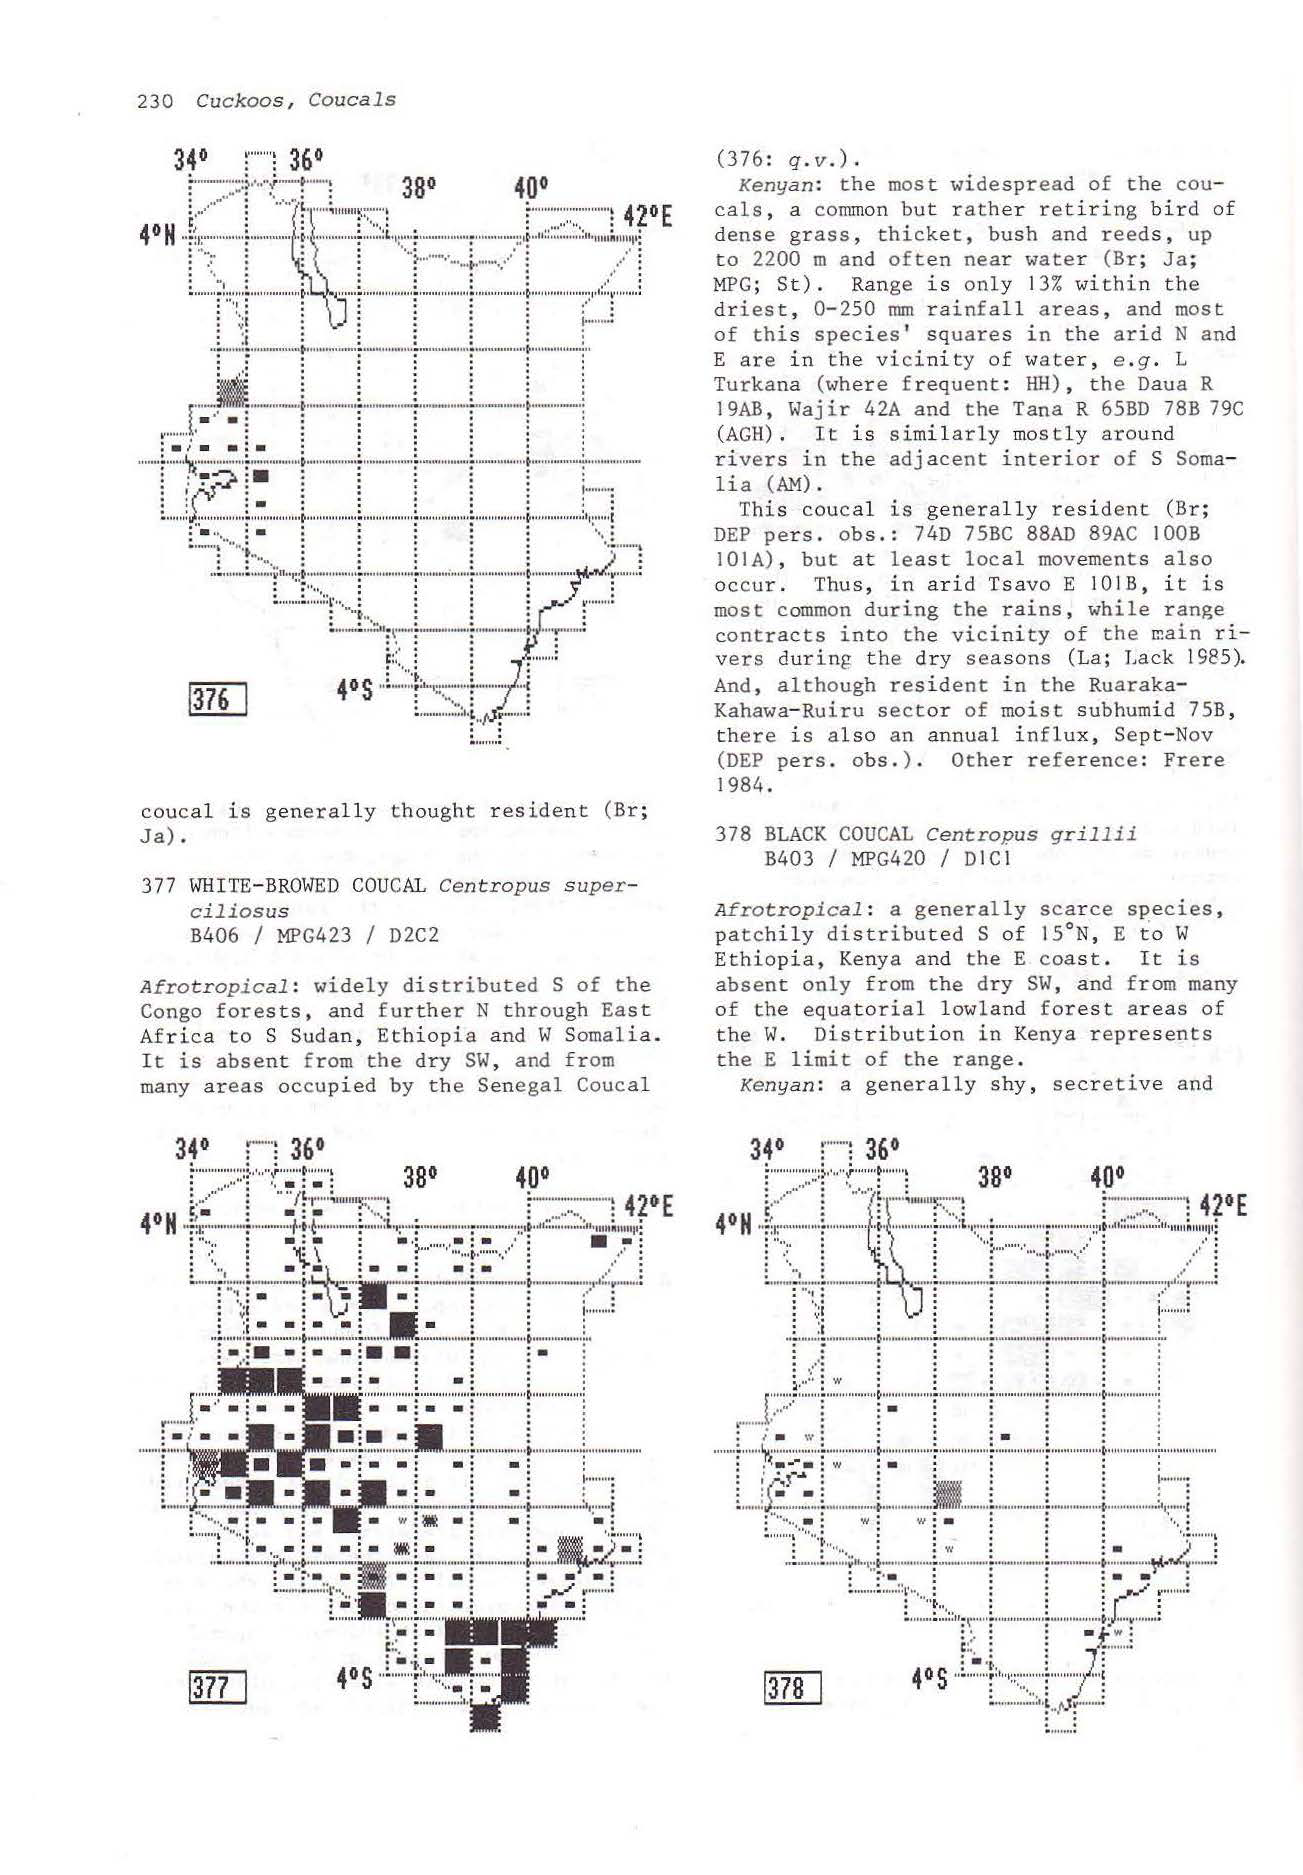 230 Cuckoos, Coucals
34° 36°
38° 40°
42°E
4°N
4°S
376
coucal is generally thought resident (Br;
Ja).
377 WHITE-BROWED COUCAL Centropus super-
ciliosus
B406 / MPG423 / D2C2
Afrotropical: widely distributed S of the
Congo forests, and further N through East
Africa to S Sudan, Ethiopia and W Somalia.
It is absent from the dry SW, and from
many areas occupied by the Senegal Coucal
34° 36°
38° 40°
42°E
4°N
w
4°S
377
(376: q.v.).
Kenyan: the most widespread of the cou-
cals, a common but rather retiring bird of
dense grass, thicket, bush and reeds, up
to 2200 m and often near water (Br; Ja;
MPG; St). Range is only 13% within the
driest, 0-250 mm rainfall areas, and most
of this species' squares in the arid N and
E are in the vicinity of water, e.g. L
Turkana (where frequent: HH), the Daua R
19AB, Wajir 42A and the Tana R 65BD 78B 79C
(AGH). It is similarly mostly around
rivers in the adjacent interior of S Soma-
lia (AM).
This coucal is generally resident (Br;
DEP pers. obs.: 74D 75BC 88AD 89AC 100B
101A), but at least local movements also
occur. Thus, in arid Tsavo E 101B, it is
most common during the rains, while range
contracts into the vicinity of the main ri-
vers during the dry seasons (La; Lack 1985).
And, although resident in the Ruaraka-
Kahawa-Ruiru sector of moist subhumid 75B,
there is also an annual influx, Sept-Nov
(DEP pers. obs.). Other reference: Frere
1984.
378 BLACK COUCAL Centropus grillii
B403 / MPG420 / D1C1
Afrotropical: a generally scarce species,
patchily distributed S of 15°N, E to W
Ethiopia, Kenya and the E coast. It is
absent only from the dry SW, and from many
of the equatorial lowland forest areas of
the W. Distribution in Kenya represents
the E limit of the range.
Kenyan: a generally shy, secretive and
34° 36°
38° 40°
42°E
4°N
w
w
w
w w
w
w
4°S
378